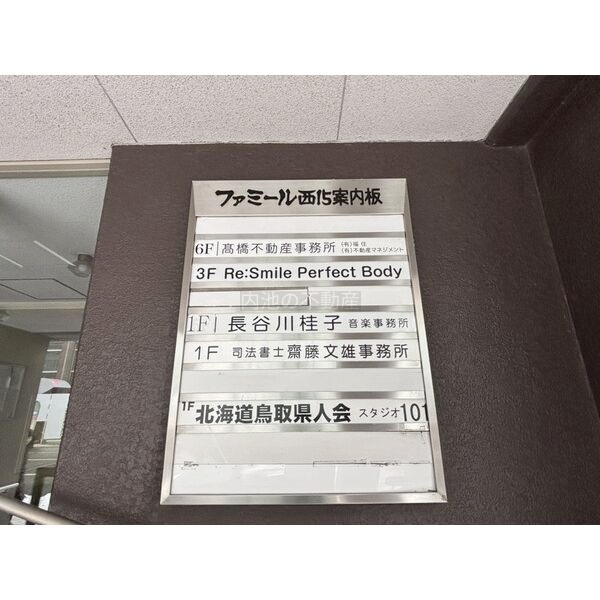 ファミール西15案内板
6F 髙橋不動産事務所 (有)福住
(有)不動産マネジメント
3F Re:Smile Perfect Body
内池の不動産
1F 長谷川桂子 音楽事務所
1F 司法書士 齋藤文雄事務所
1F 北海道鳥取県人会 スタジオ101